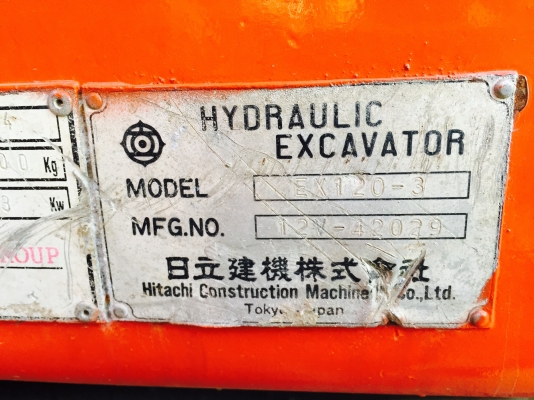 HYDRAULIC
EXCAVATOR
MODEL EX120-3
MFG.NO. 12V-42029
日立建機株式会社
Hitachi Construction Machinery Co.,Ltd.
Tokyo Japan
Kg
Kw
GROUP